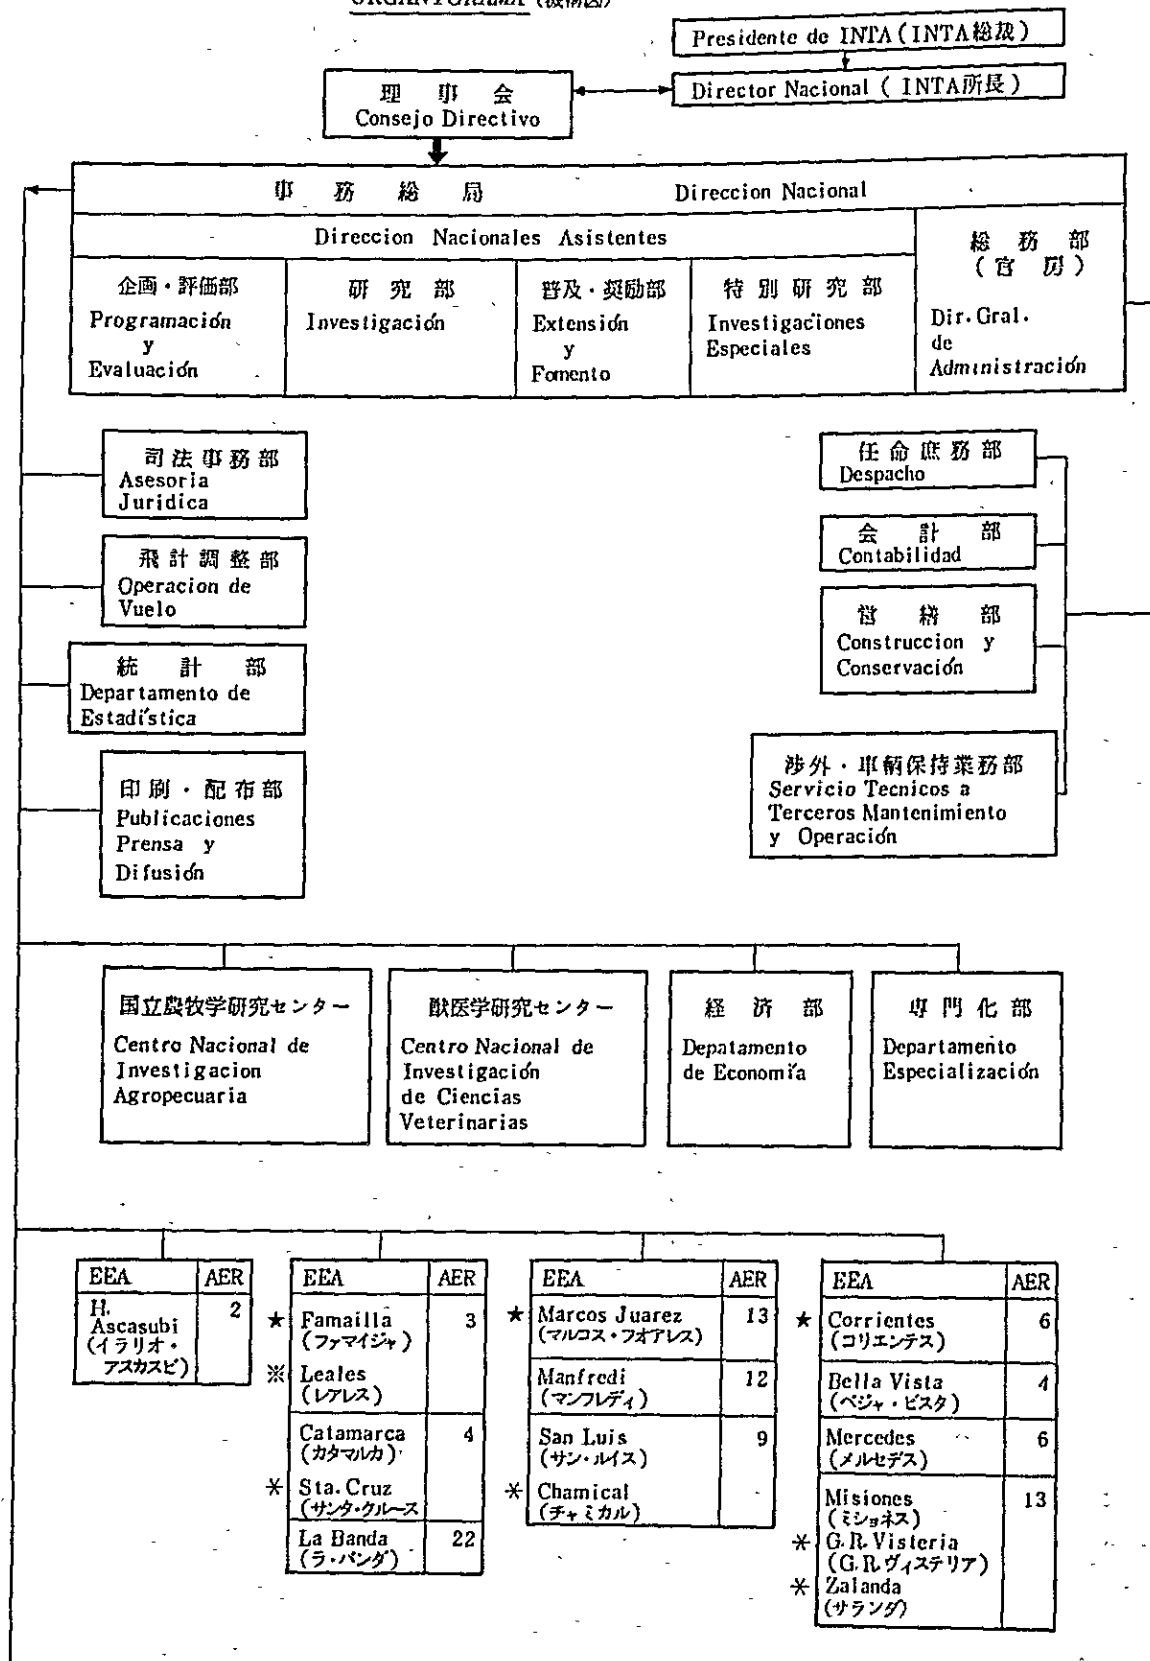 (機構図)
Presidente de INTA(INTA総裁)
理事会
Consejo Directivo
Director Nacional ( INTA所長)
事務総局 Direccion Nacional
Direccion Nacionales Asistentes
総務部
(官房)
Dir. Gral.
de
Administración
企画・評価部
Programación
y
Evaluación
研究部
Investigación
普及・奨励部
Extensión
y
Fomento
特別研究部
Investigaciones
Especiales
司法事務部
Asesoria
Juridica
飛計調整部
Operacion de
Vuelo
統計部
Departamento de
Estadística
印刷・配布部
Publicaciones
Prensa y
Difusión
任命庶務部
Despacho
会計部
Contabilidad
営繕部
Construccion y
Conservación
渉外・車輌保持業務部
Servicio Tecnicos a
Terceros Mantenimiento
y Operación
国立農牧学研究センター
Centro Nacional de
Investigacion
Agropecuaria
獣医学研究センター
Centro Nacional de
Investigación
de Ciencias
Veterinarias
経済部
Depatamento
de Economía
専門化部
Departamento
Especialización
EEA AER
H. 2
Ascasubi
(イラリオ・
アスカスビ)
EEA AER
★ Famailla 3
(ファマイジャ)
※ Leales
(レアレス)
Catamarca 4
(カタマルカ)
* Sta. Cruz
(サンタ・クルース
La Banda 22
(ラ・バンダ)
EEA AER
★ Marcos Juarez 13
(マルコス・フオアレス)
Manfredi 12
(マンフレディ)
San Luis 9
(サン・ルイス)
* Chamical
(チャミカル)
EEA AER
★ Corrientes 6
(コリエンテス)
Bella Vista 4
(ベジャ・ビスタ)
Mercedes 6
(メルセデス)
Misiones 13
(ミショネス)
* G.R. Visteria
(G.R.ヴィステリア)
* Zalanda
(サランダ)